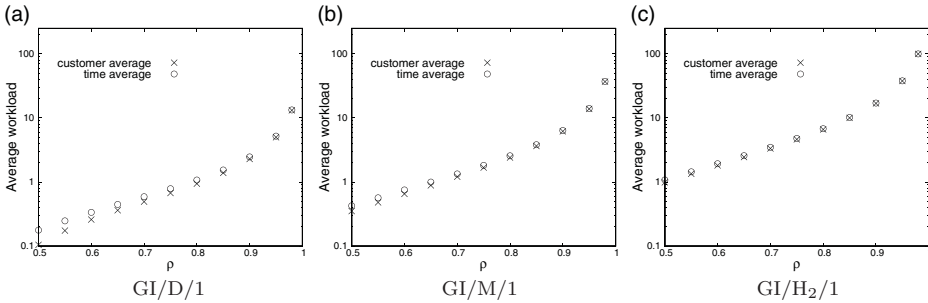 (a)
Average workload
100
10
1
0.1
customer average
time average
0.5
0.6
0.7
0.8
0.9
1
ρ
GI/D/1
(b)
Average workload
100
10
1
0.1
customer average
time average
0.5
0.6
0.7
0.8
0.9
1
ρ
GI/M/1
(c)
Average workload
100
10
1
0.1
customer average
time average
0.5
0.6
0.7
0.8
0.9
ρ
GI/H₂/1